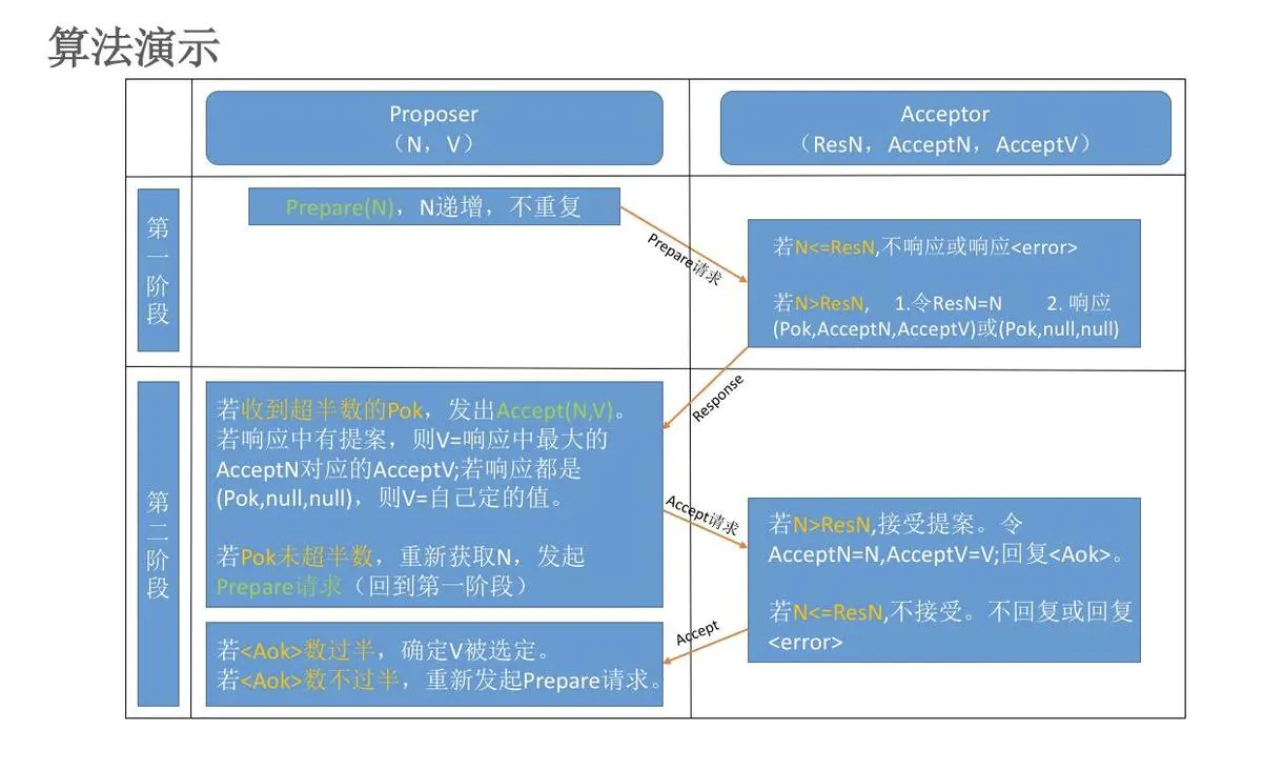 算法演示
Proposer
（N，V）
Acceptor
（ResN，AcceptN，AcceptV）
第一阶段
Prepare(N)，N递增，不重复
Prepare请求
若N<=ResN,不响应或响应<error>
若N>ResN, 1.令ResN=N 2. 响应
(Pok,AcceptN,AcceptV)或(Pok,null,null)
Response
第二阶段
若收到超半数的Pok，发出Accept(N,V)。
若响应中有提案，则V=响应中最大的
AcceptN对应的AcceptV;若响应都是
(Pok,null,null)，则V=自己定的值。
若Pok未超半数，重新获取N，发起
Prepare请求（回到第一阶段）
Accept请求
若N>ResN,接受提案。令
AcceptN=N,AcceptV=V;回复<Aok>。
若N<=ResN,不接受。不回复或回复
<error>
Accept
若<Aok>数过半，确定V被选定。
若<Aok>数不过半，重新发起Prepare请求。